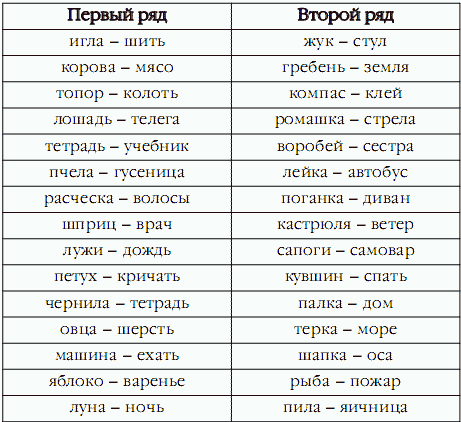 Первый ряд Второй ряд
игла – шить жук – стул
корова – мясо гребень – земля
топор – колоть компас – клей
лошадь – телега ромашка – стрела
тетрадь – учебник воробей – сестра
пчела – гусеница лейка – автобус
расческа – волосы поганка – диван
шприц – врач кастрюля – ветер
лужи – дождь сапоги – самовар
петух – кричать кувшин – спать
чернила – тетрадь палка – дом
овца – шерсть терка – море
машина – ехать шапка – оса
яблоко – варенье рыба – пожар
луна – ночь пила – яичница